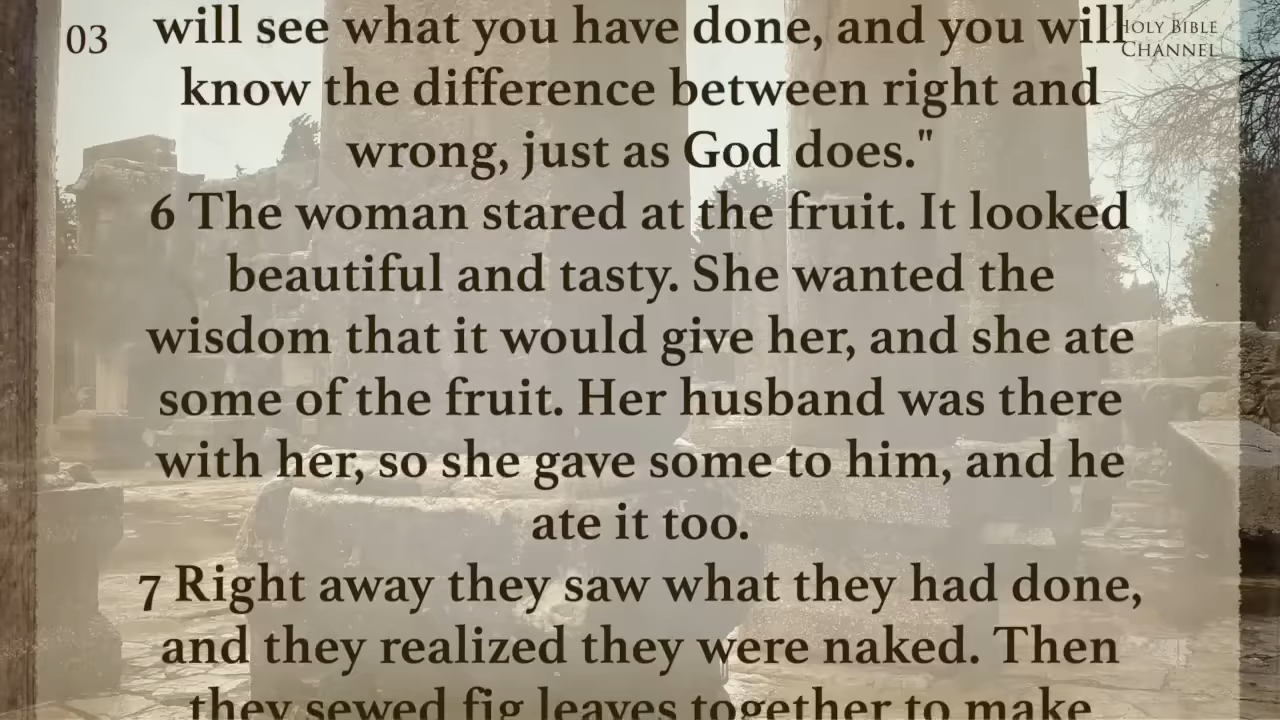 03
will see what you have done, and you will
HOLY BIBLE
CHANNEL
know the difference between right and
wrong, just as God does."
6 The woman stared at the fruit. It looked
beautiful and tasty. She wanted the
wisdom that it would give her, and she ate
some of the fruit. Her husband was there
with her, so she gave some to him, and he
ate it too.
7 Right away they saw what they had done,
and they realized they were naked. Then
they sewed fig leaves together to make